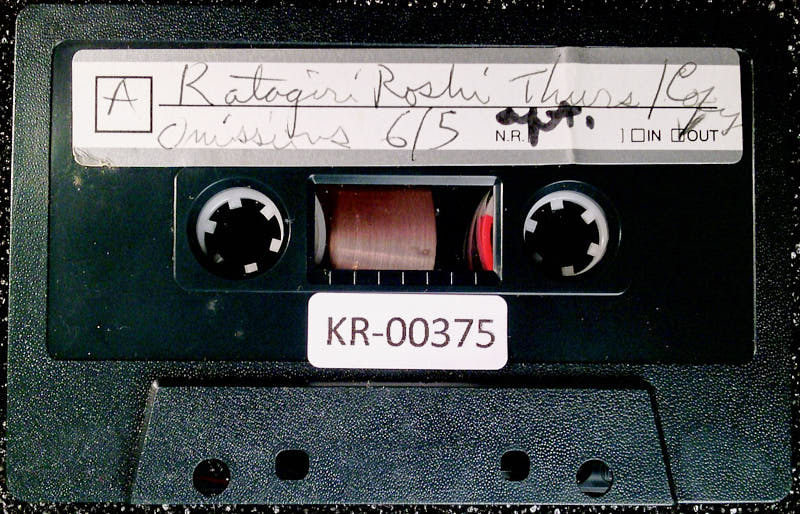 A Katagiri Roshi Thurs / Copy
Omissions 6/5 apt.
N.R. IN OUT
KR-00375